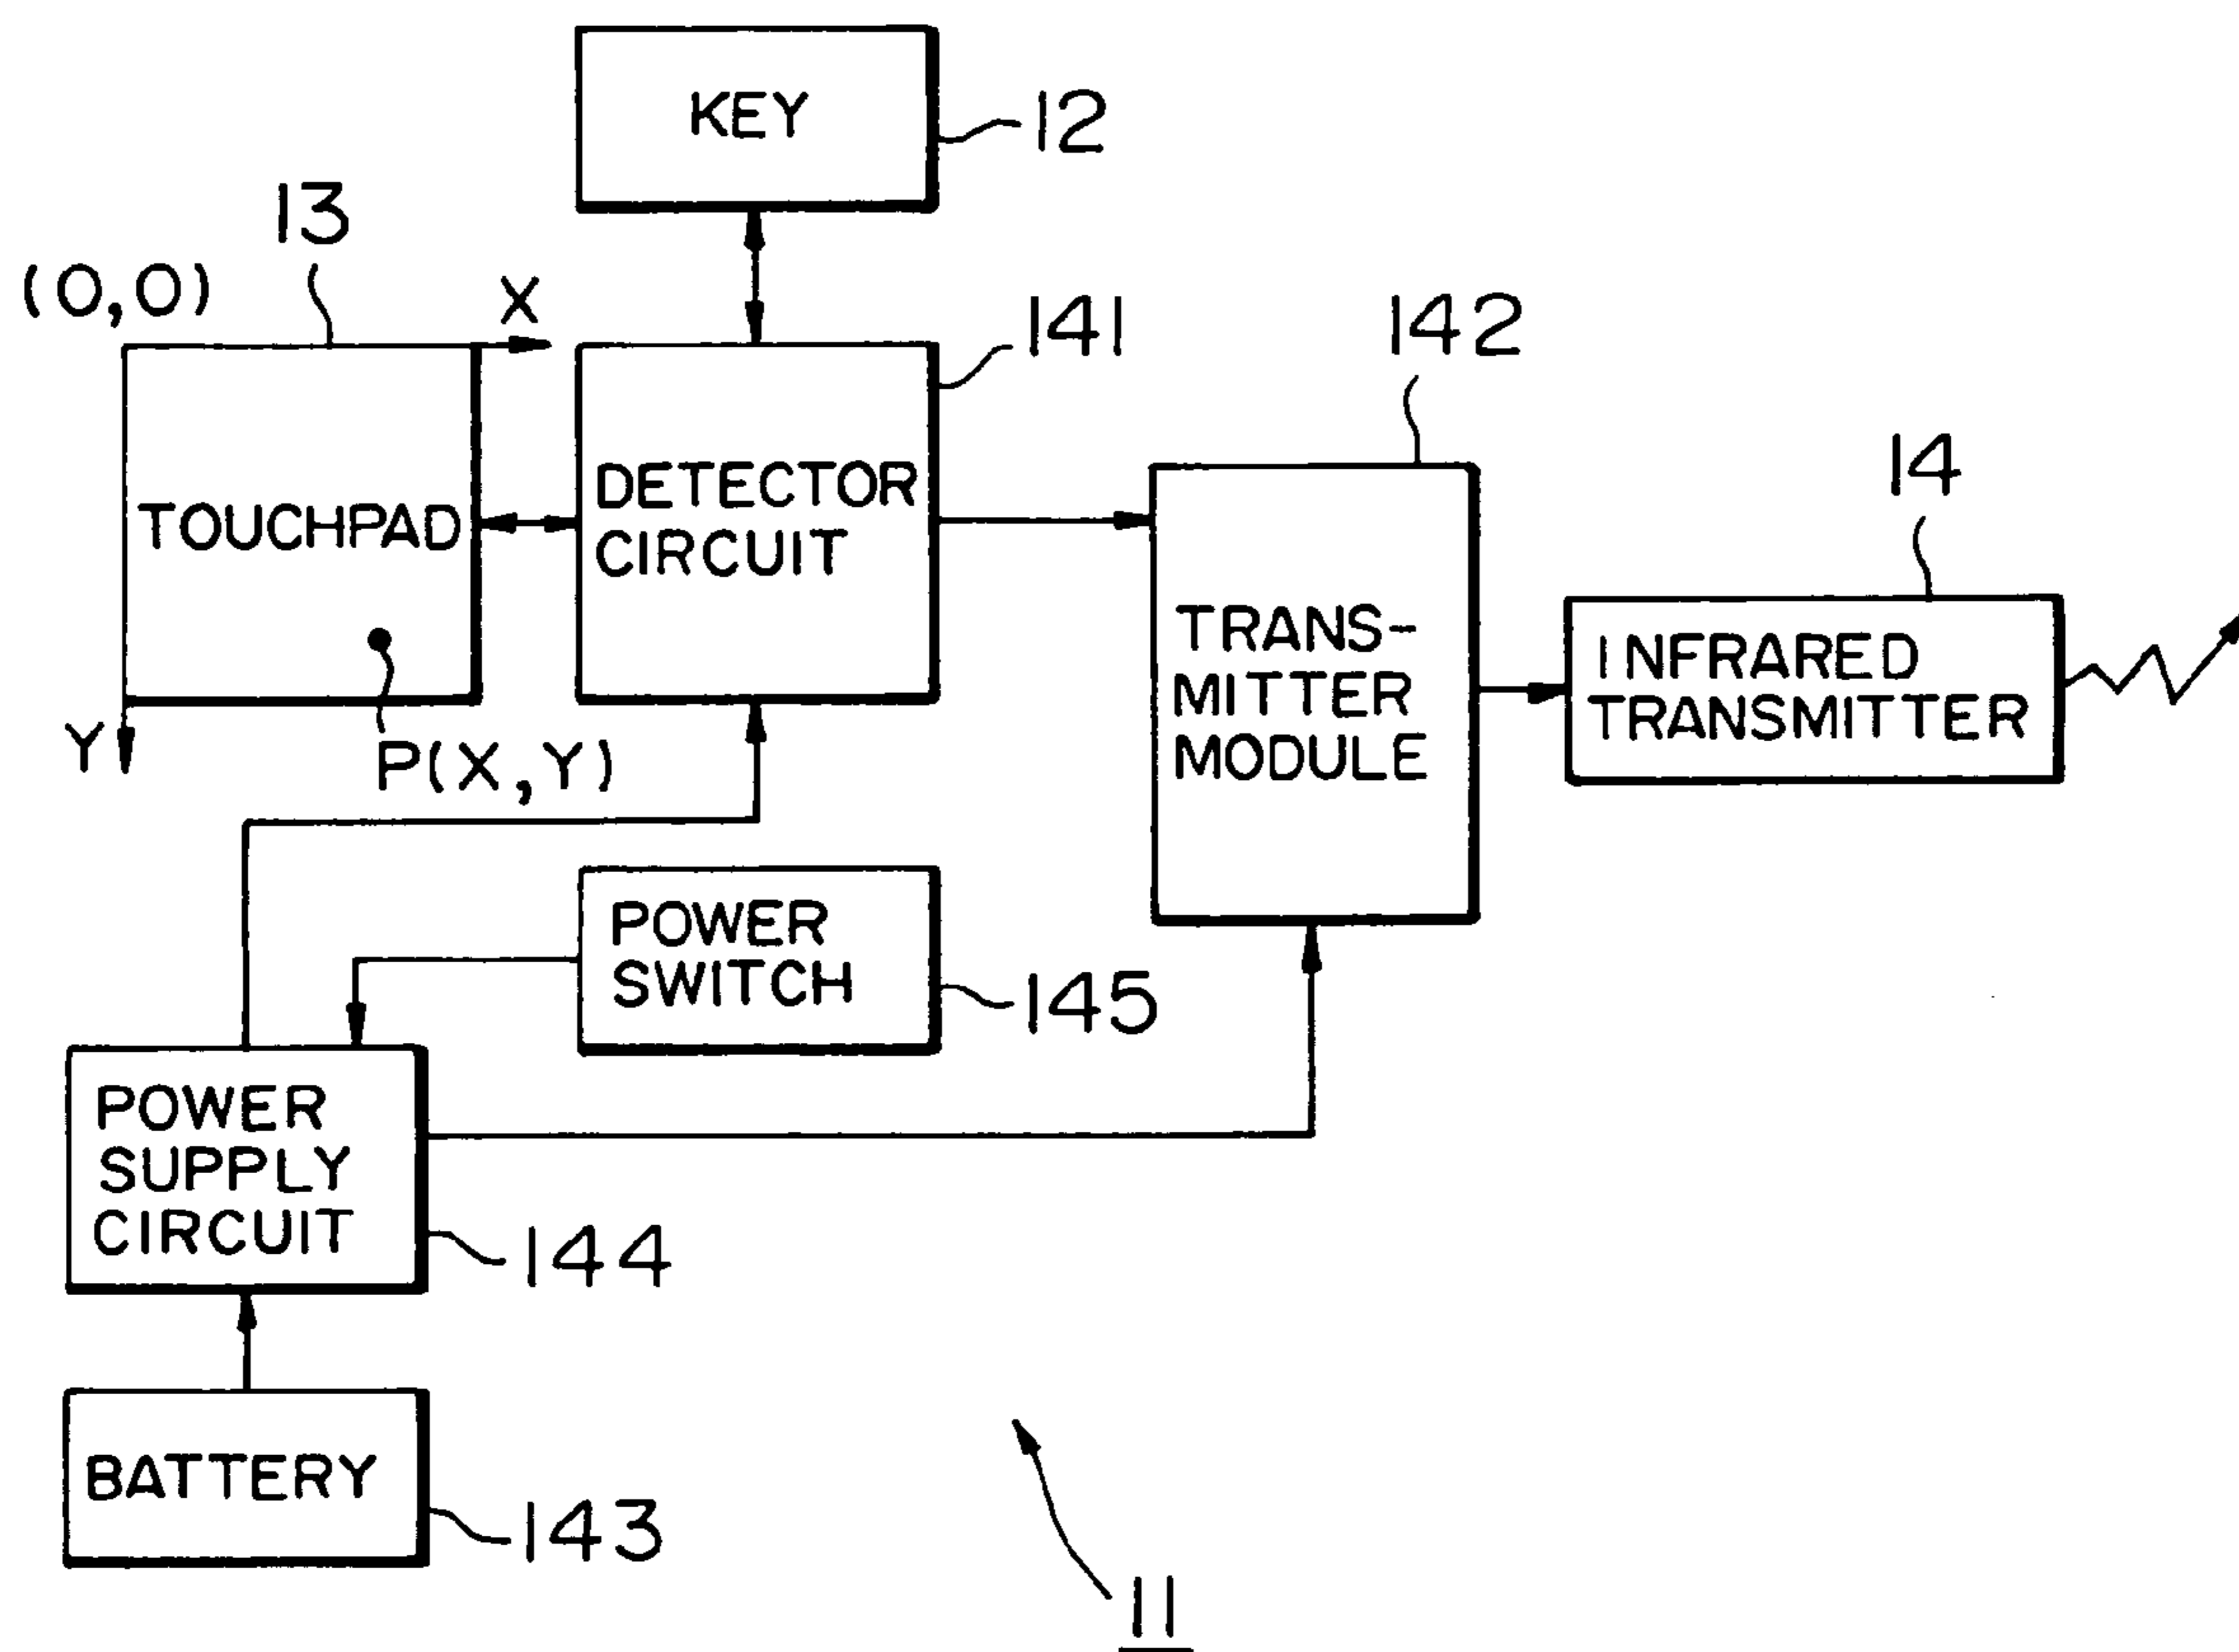 KEY
12
13
(0,0)
X
141
142
14
TOUCHPAD
DETECTOR
CIRCUIT
TRANS-
MITTER
MODULE
INFRARED
TRANSMITTER
Y
P(X,Y)
POWER
SWITCH
145
POWER
SUPPLY
CIRCUIT
144
BATTERY
143
11